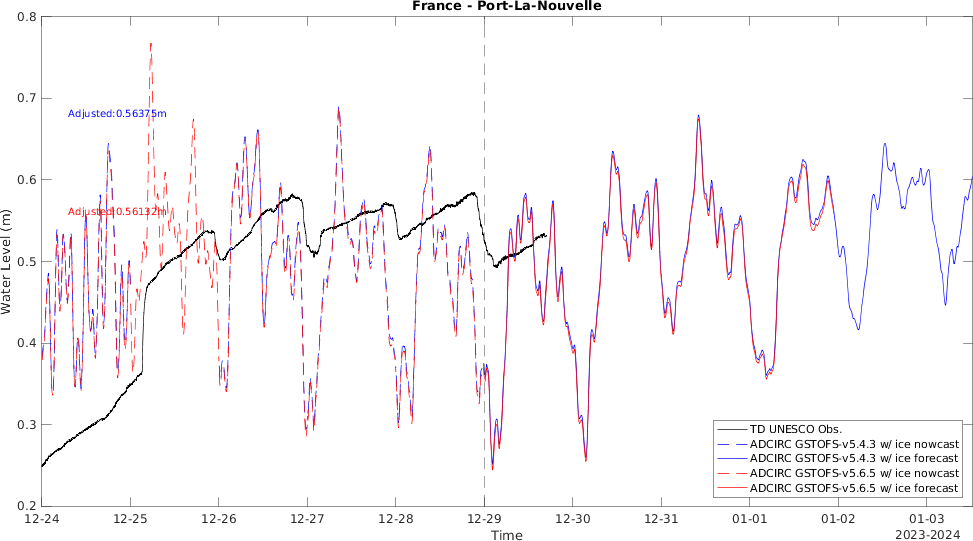 France - Port-La-Nouvelle
Water Level (m)
0.8
0.7
0.6
0.5
0.4
0.3
0.2
Adjusted:0.56375m
Adjusted:0.56132m
TD UNESCO Obs.
ADCIRC GSTOFS-v5.4.3 w/ ice nowcast
ADCIRC GSTOFS-v5.4.3 w/ ice forecast
ADCIRC GSTOFS-v5.6.5 w/ ice nowcast
ADCIRC GSTOFS-v5.6.5 w/ ice forecast
12-24 12-25 12-26 12-27 12-28 12-29 12-30 12-31 01-01 01-02 01-03
2023-2024
Time